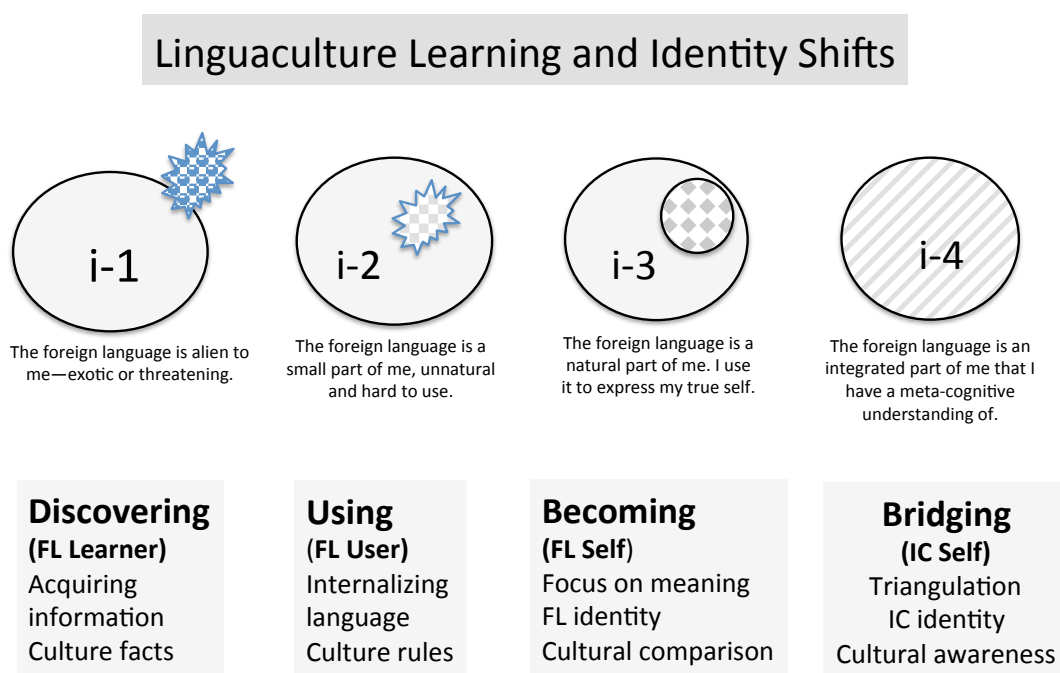 Linguaculture Learning and Identity Shifts
i-1
i-2
i-3
i-4
The foreign language is alien to
me—exotic or threatening.
The foreign language is a
small part of me, unnatural
and hard to use.
The foreign language is a
natural part of me. I use
it to express my true self.
The foreign language is an
integrated part of me that I
have a meta-cognitive
understanding of.
Discovering
(FL Learner)
Acquiring
information
Culture facts
Using
(FL User)
Internalizing
language
Culture rules
Becoming
(FL Self)
Focus on meaning
FL identity
Cultural comparison
Bridging
(IC Self)
Triangulation
IC identity
Cultural awareness